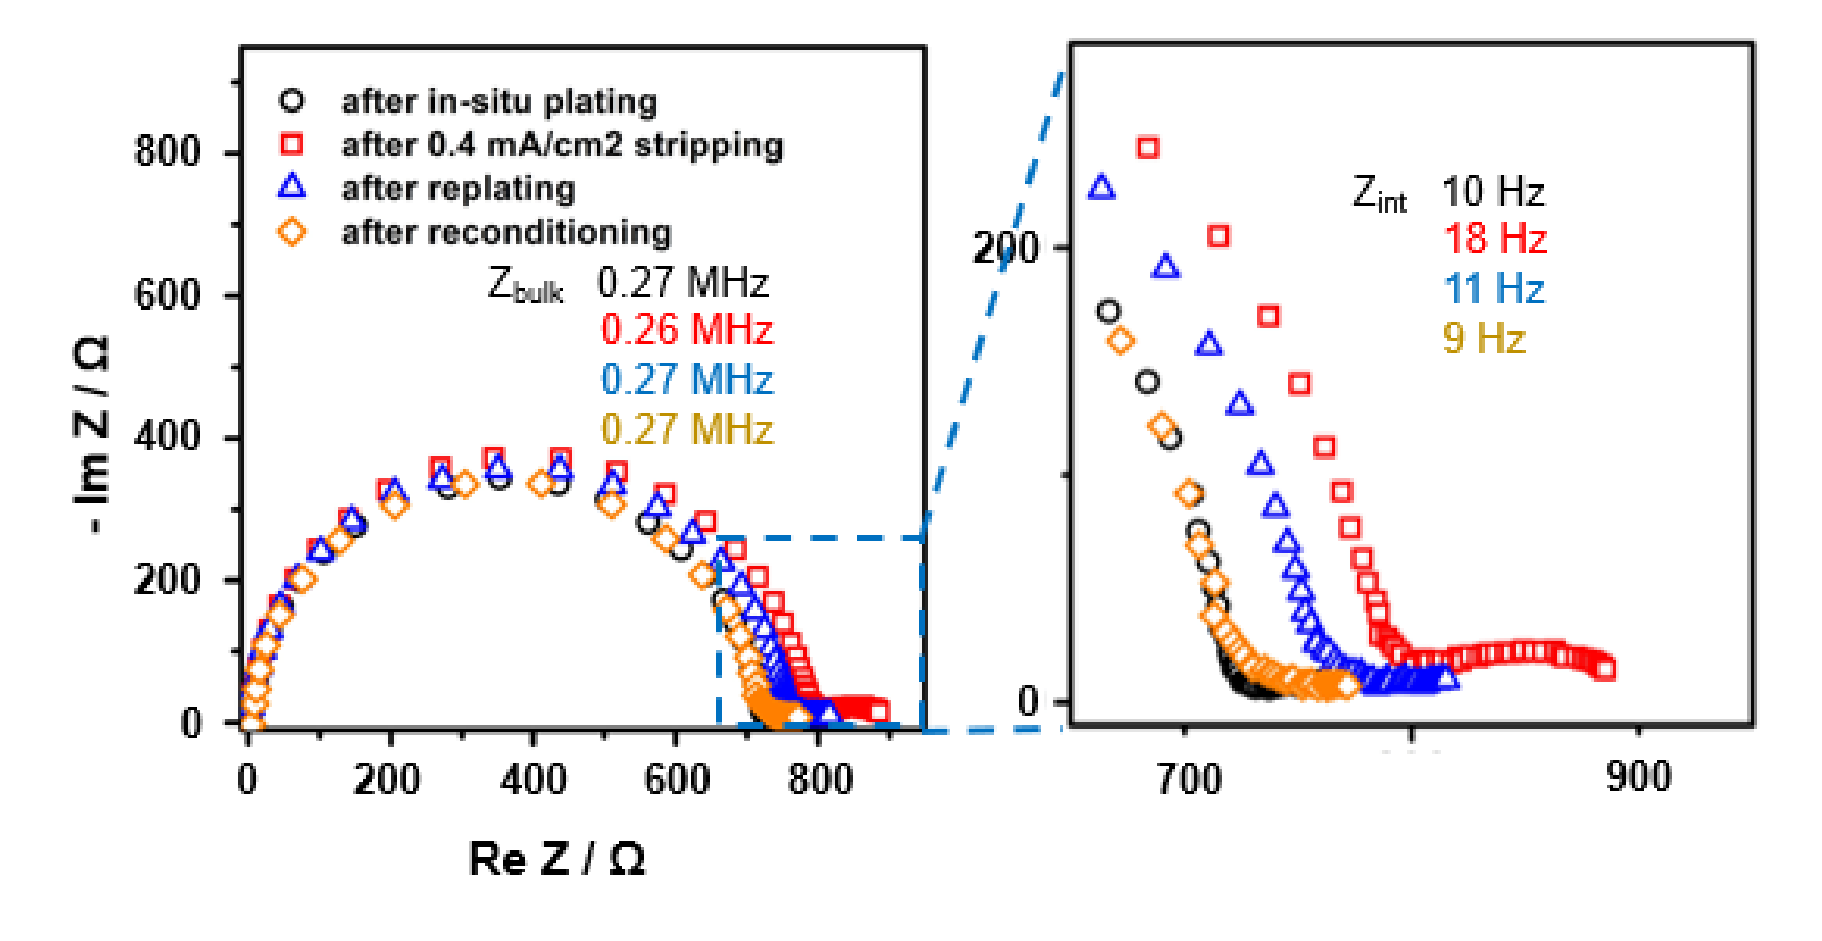 after in-situ plating
after 0.4 mA/cm2 stripping
after replating
after reconditioning
Zbulk 0.27 MHz
0.26 MHz
0.27 MHz
0.27 MHz
800
600
400
200
0
- Im Z / Ω
0 200 400 600 800
Re Z / Ω
Zint 10 Hz
18 Hz
11 Hz
9 Hz
200
0
700 900